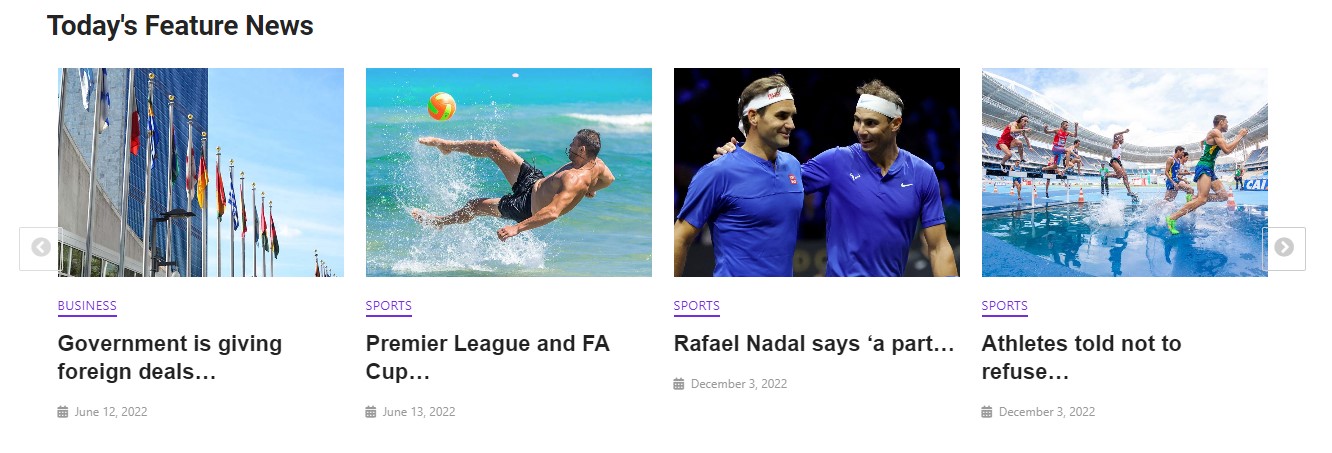 Today's Feature News
BUSINESS
Government is giving
foreign deals…
June 12, 2022
SPORTS
Premier League and FA
Cup…
June 13, 2022
SPORTS
Rafael Nadal says ‘a part…
December 3, 2022
CAIXA
SPORTS
Athletes told not to
refuse…
December 3, 2022